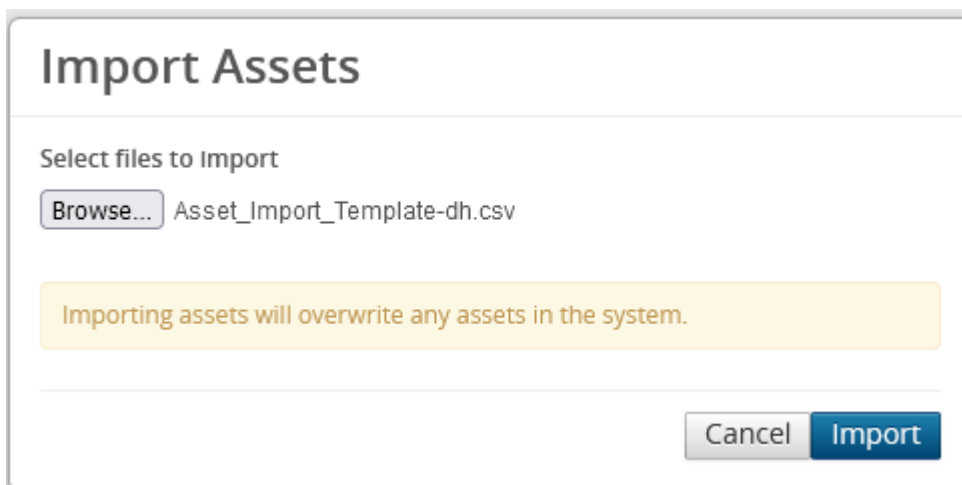 Import Assets
Select files to Import
Browse... Asset_Import_Template-dh.csv
Importing assets will overwrite any assets in the system.
Cancel Import